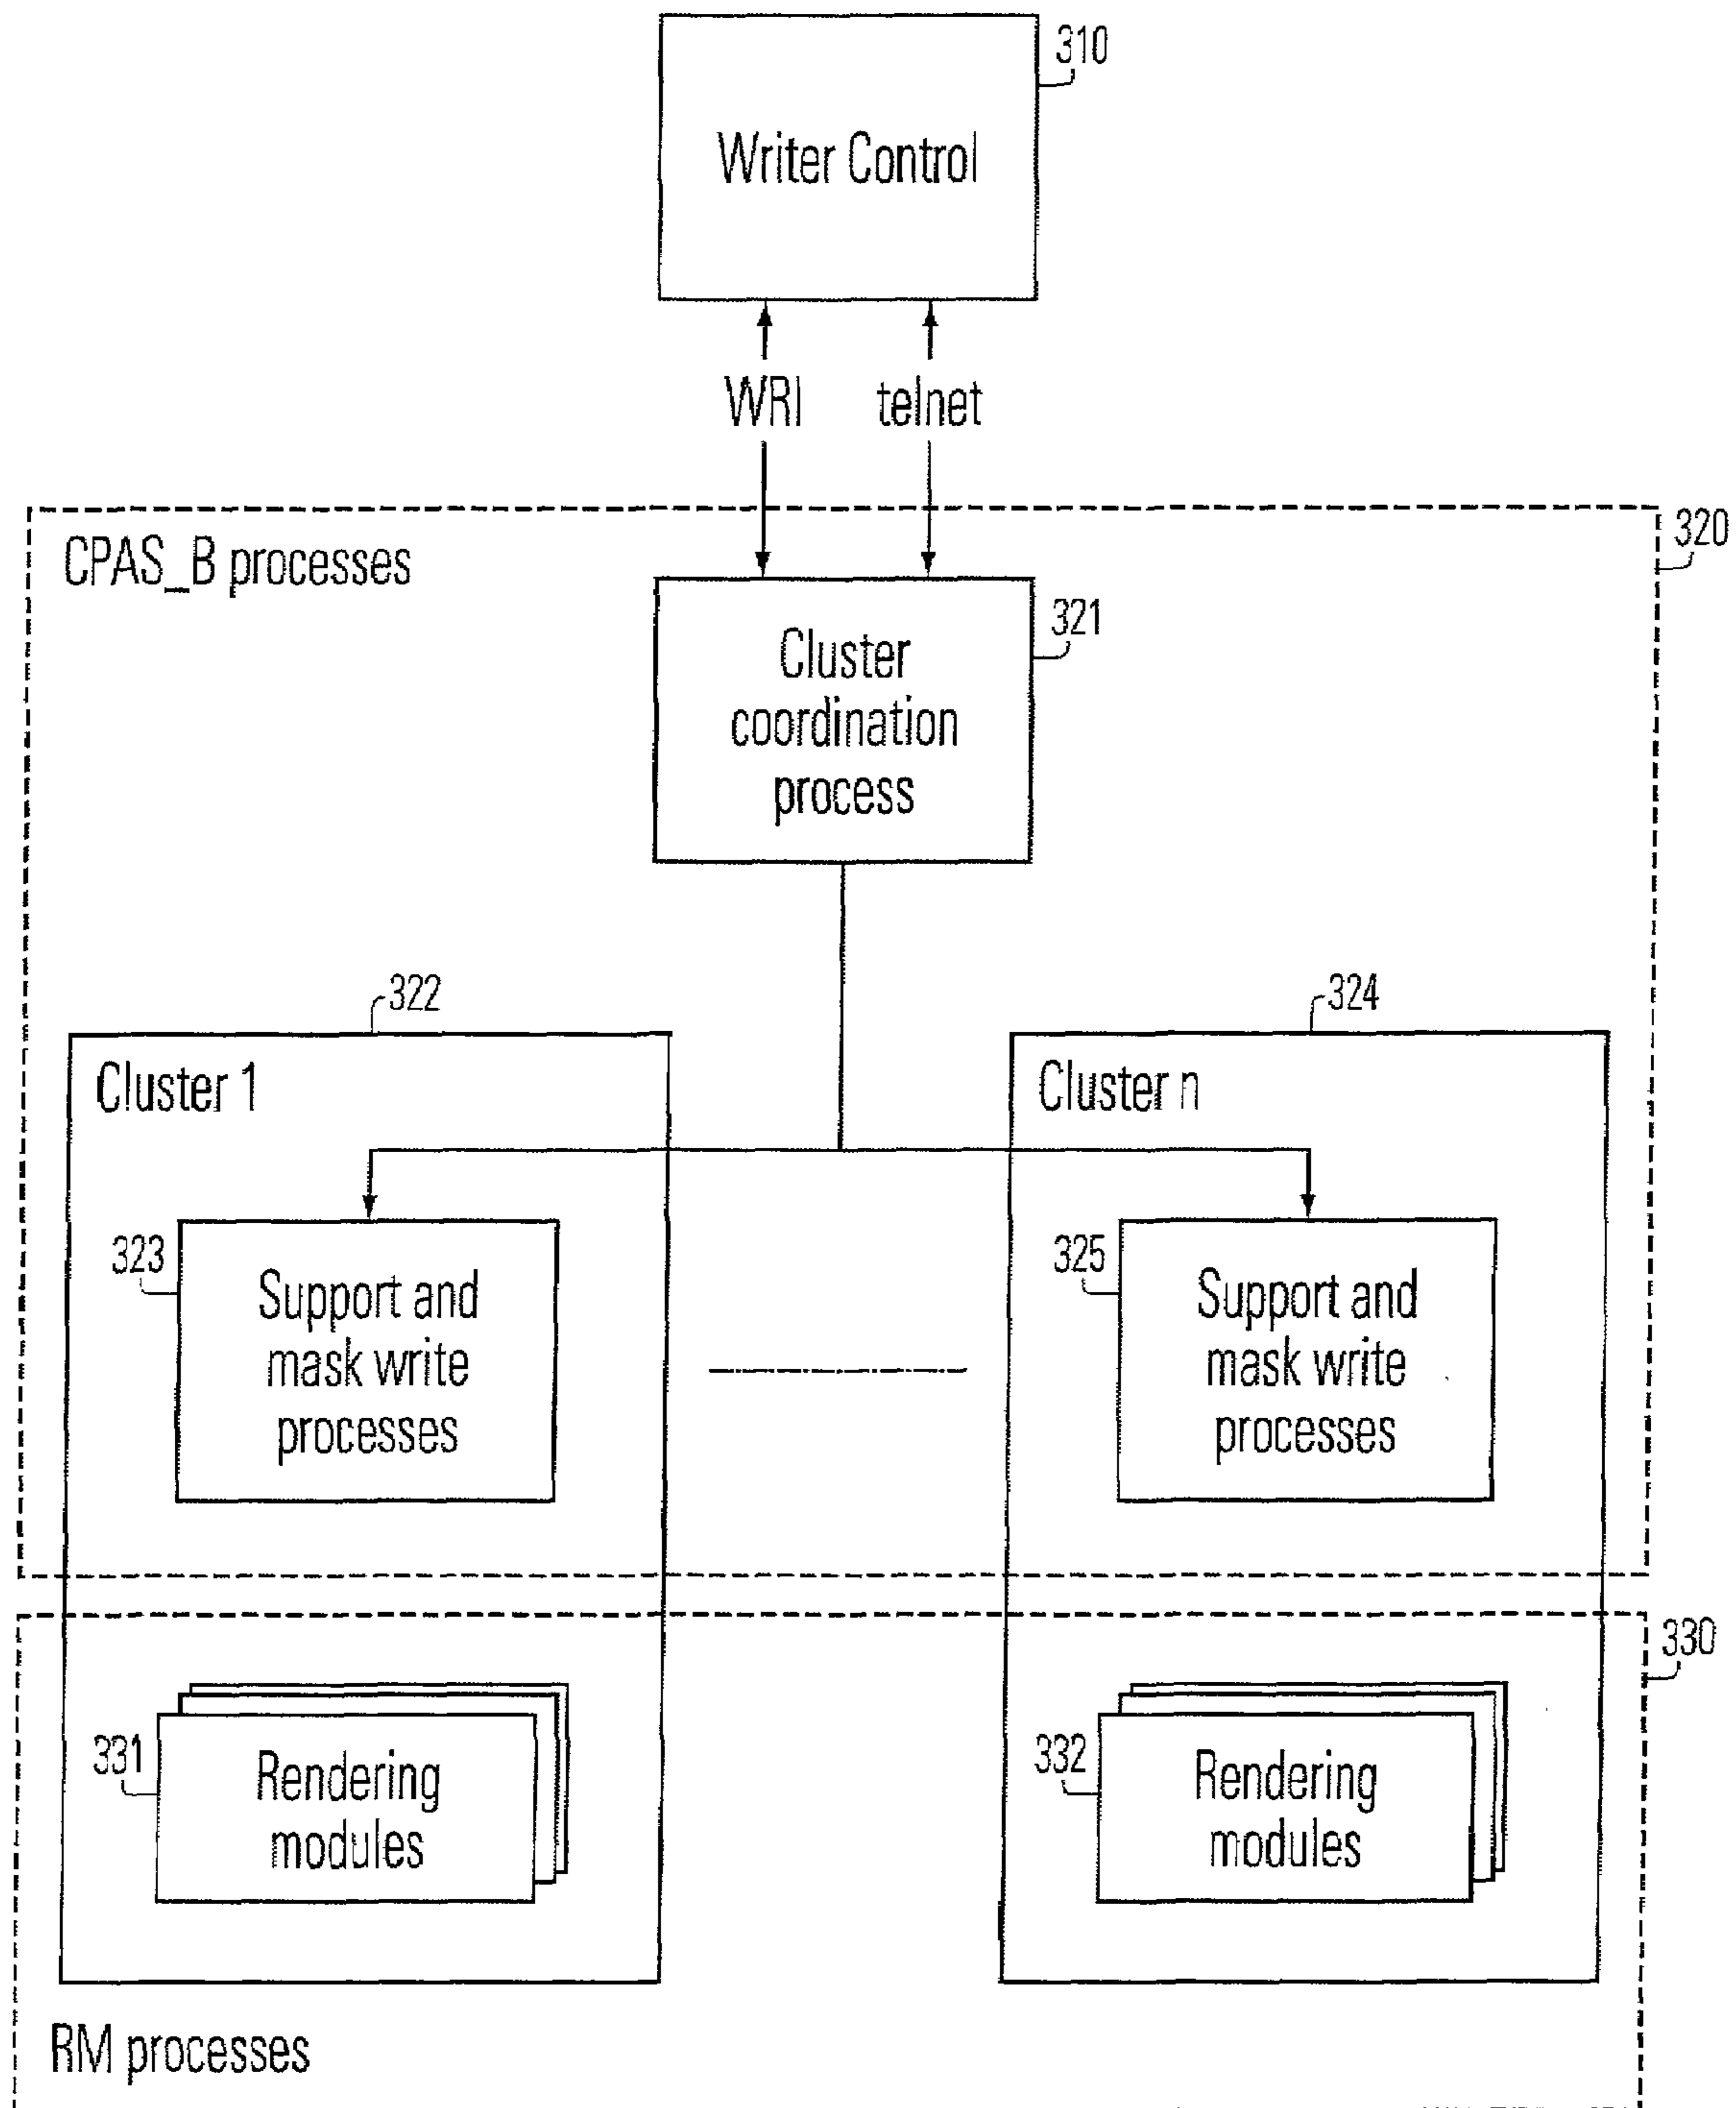 310
Writer Control
WRI telnet
320
CPAS_B processes
321
Cluster
coordination
process
322
324
Cluster 1
Cluster n
323
Support and
mask write
processes
325
Support and
mask write
processes
330
331
Rendering
modules
332
Rendering
modules
RM processes